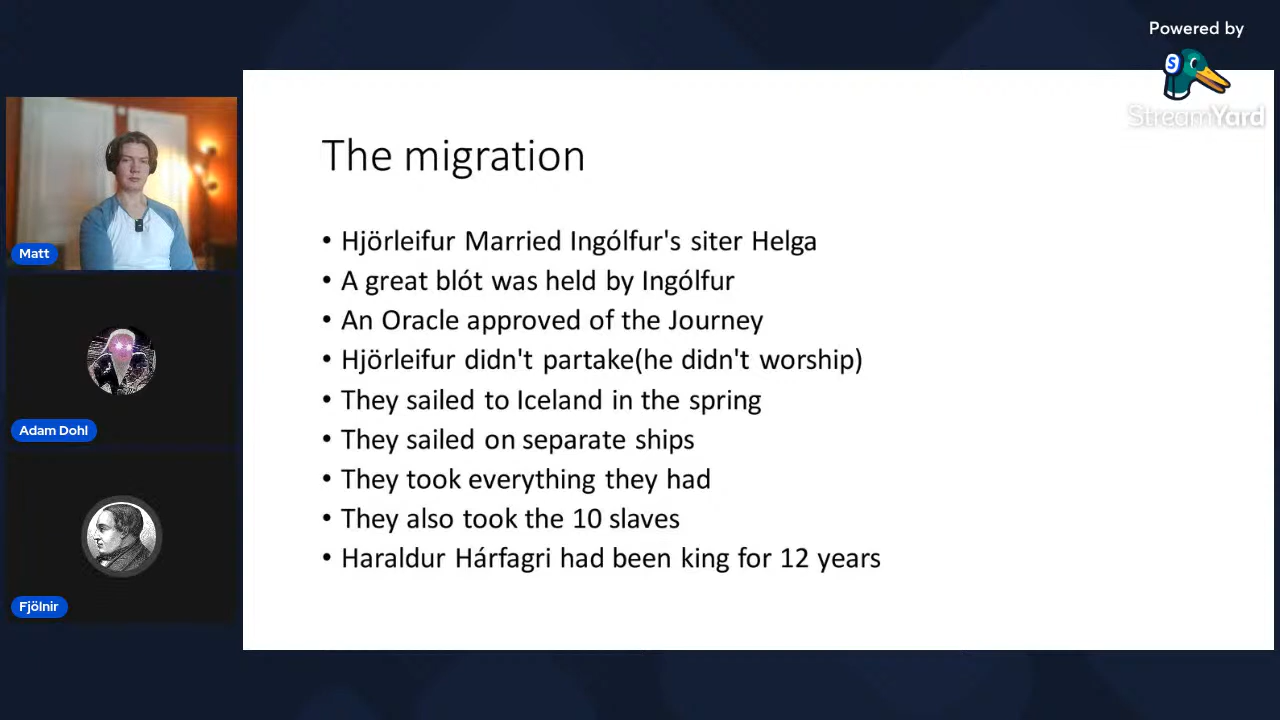 Powered by
StreamYard
The migration
• Hjörleifur Married Ingólfur's siter Helga
• A great blót was held by Ingólfur
• An Oracle approved of the Journey
• Hjörleifur didn't partake(he didn't worship)
• They sailed to Iceland in the spring
• They sailed on separate ships
• They took everything they had
• They also took the 10 slaves
• Haraldur Hárfagri had been king for 12 years
Matt
Adam Dohl
Fjölnir